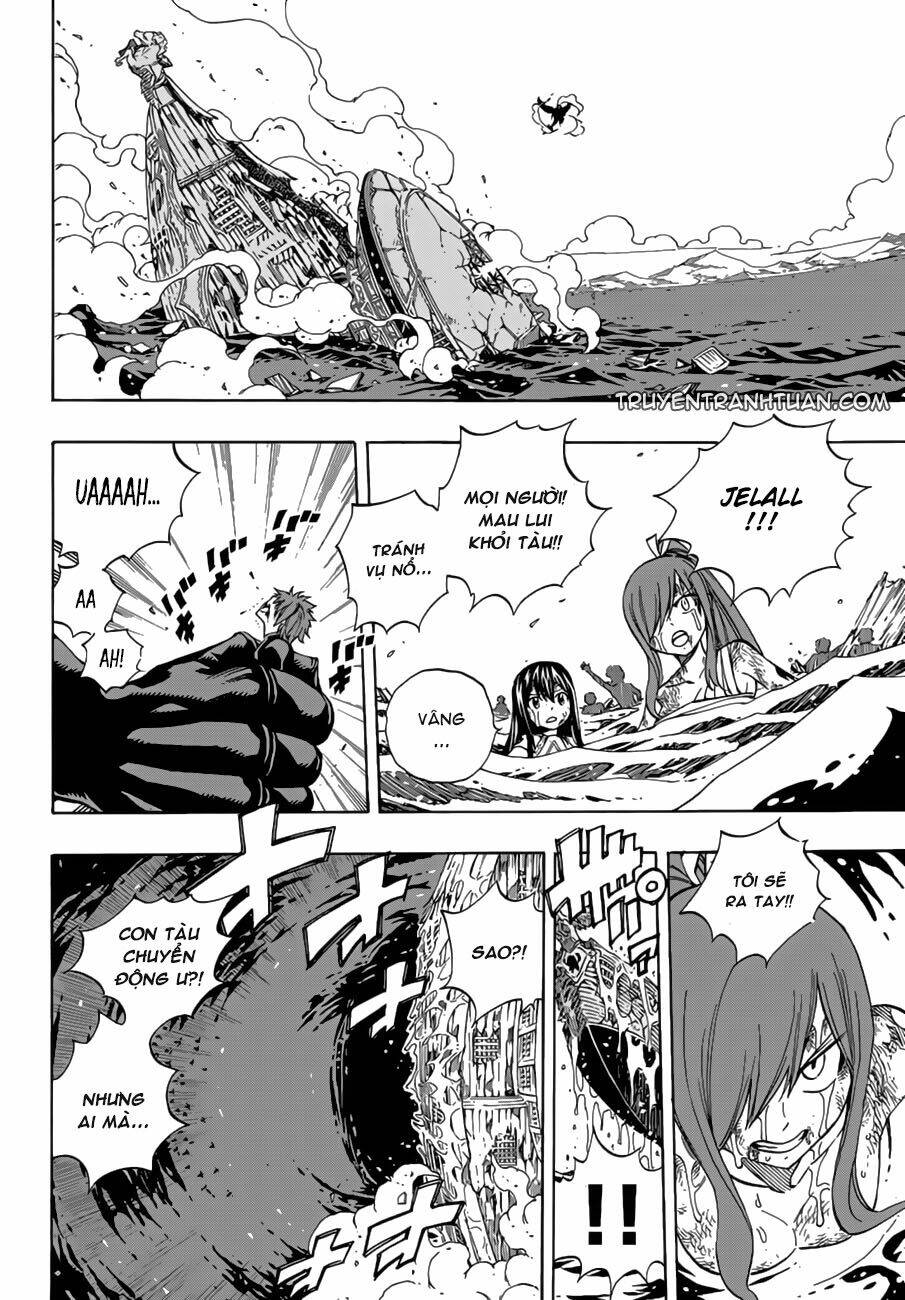 TRUYENTRANHTUAN.COM
JELALL
!!!
MỌI NGƯỜI!
MAU LUI
KHỎI TÀU!!
TRÁNH
VỤ NỔ...
VÂNG
...
UAAAAH...
AA
AH!
TÔI SẼ
RA TAY!!
!!
SAO?!
CON TÀU
CHUYỂN
ĐỘNG Ư?!
NHƯNG
AI MÀ...